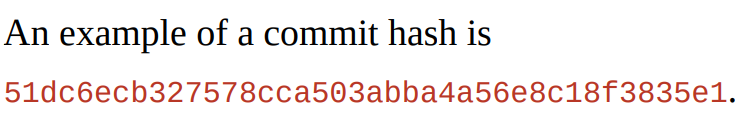 An example of a commit hash is
51dc6ecb327578cca503abba4a56e8c18f3835e1.